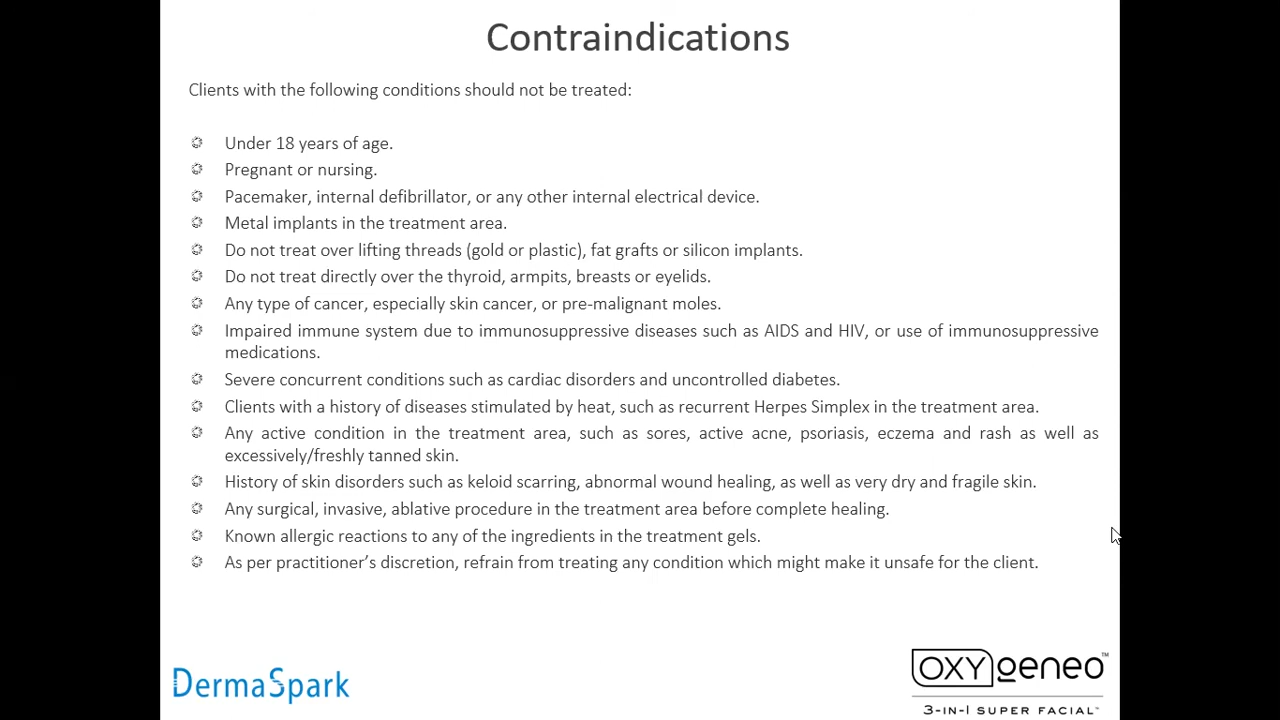 Contraindications
Clients with the following conditions should not be treated:
Under 18 years of age.
Pregnant or nursing.
Pacemaker, internal defibrillator, or any other internal electrical device.
Metal implants in the treatment area.
Do not treat over lifting threads (gold or plastic), fat grafts or silicon implants.
Do not treat directly over the thyroid, armpits, breasts or eyelids.
Any type of cancer, especially skin cancer, or pre-malignant moles.
Impaired immune system due to immunosuppressive diseases such as AIDS and HIV, or use of immunosuppressive
medications.
Severe concurrent conditions such as cardiac disorders and uncontrolled diabetes.
Clients with a history of diseases stimulated by heat, such as recurrent Herpes Simplex in the treatment area.
Any active condition in the treatment area, such as sores, active acne, psoriasis, eczema and rash as well as
excessively/freshly tanned skin.
History of skin disorders such as keloid scarring, abnormal wound healing, as well as very dry and fragile skin.
Any surgical, invasive, ablative procedure in the treatment area before complete healing.
Known allergic reactions to any of the ingredients in the treatment gels.
As per practitioner’s discretion, refrain from treating any condition which might make it unsafe for the client.
DermaSpark
OXYgeneo™
3-IN-1 SUPER FACIAL™